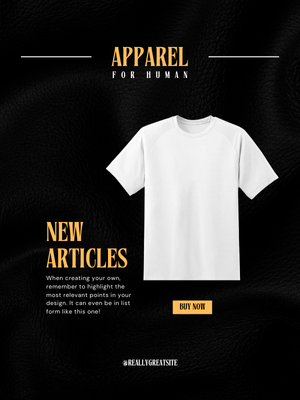 APPAREL
FOR HUMAN
NEW
ARTICLES
When creating your own,
remember to highlight the
most relevant points in your
design. It can even be in list
form like this one!
BUY NOW
@REALLYGREATSITE